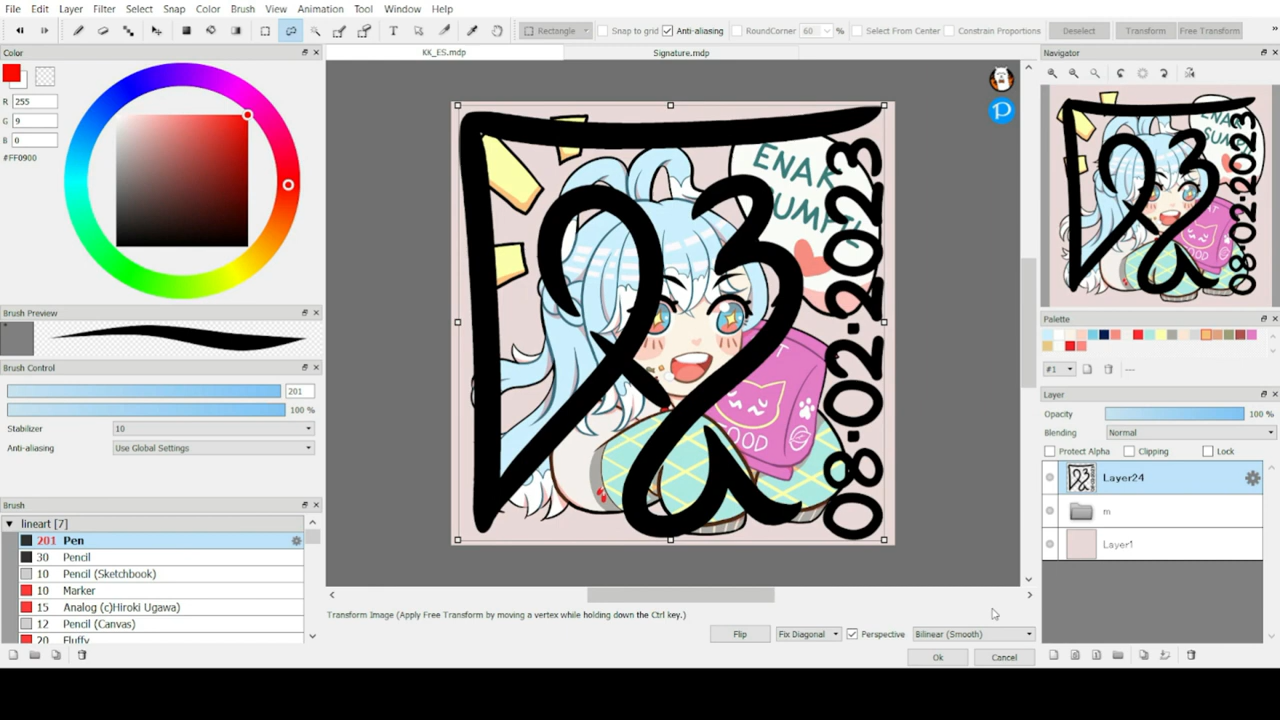 File Edit Layer Filter Select Snap Color Brush View Animation Tool Window Help
Rectangle Snap to grid Anti-aliasing RoundCorner 60 % Select From Center Constrain Proportions Deselect Transform Free Transform
Color
KK_ES.mdp Signature.mdp
Navigator
R 255
G 9
B 0
#FF0900
Brush Preview
Brush Control
201
100 %
Stabilizer 10
Anti-aliasing Use Global Settings
Brush
lineart [7]
201 Pen
30 Pencil
10 Pencil (Sketchbook)
10 Marker
15 Analog (c)Hiroki Ugawa)
12 Pencil (Canvas)
20 Fluffy
ENAK
08·02·2023
Transform Image (Apply Free Transform by moving a vertex while holding down the Ctrl key.)
Flip Fix Diagonal Perspective Bilinear (Smooth)
Ok Cancel
08·02·2023
Palette
#1 ---
Layer
Opacity 100 %
Blending Normal
Protect Alpha Clipping Lock
Layer24
m
Layer1